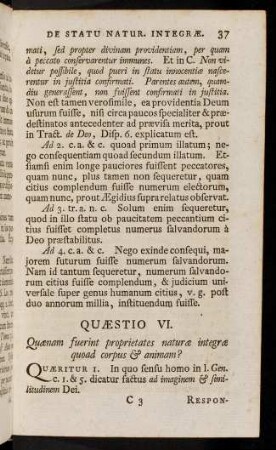 DE STATU NATUR. INTEGRÆ. 37
mati, sed propter divinam providentiam, per quam
à peccato conservarentur immunes. Et in C. Non vi-
detur possibile, quod pueri in statu innocentiæ nasce-
rentur in justitia confirmati. Parentes autem, quam-
diu generassent, non fuissent confirmati in justitia.
Non est tamen verosimile, ea providentia Deum
usurum fuisse, nisi circa paucos specialiter & præ-
destinatos antecedenter ad prævisa merita, prout
in Tract. de Deo, Disp. 6. explicatum est.
Ad 2. c. a. & c. quoad primum illatum; ne-
go consequentiam quoad secundum illatum. Et-
iamsi enim longe pauciores fuissent peccatores,
quam nunc, plus tamen non sequeretur, quam
citius complendum fuisse numerum electorum,
quam nunc, prout Ægidius supra relatus observat.
Ad 3. tr. a. n. c. Solum enim sequeretur,
quod in illo statu ob paucitatem peccantium ci-
tius fuisset completus numerus salvandorum à
Deo præstabilitus.
Ad 4. c. a. & c. Nego exinde consequi, ma-
jorem futurum fuisse numerum salvandorum.
Nam id tantum sequeretur, numerum salvando-
rum citius fuisse complendum, & judicium uni-
versale super genus humanum citius, v. g. post
duo annorum millia, instituendum fuisse.
QUÆSTIO VI.
Quænam fuerint proprietates naturæ integræ
quoad corpus & animam?
QUÆRITUR 1. In quo sensu homo in l. Gen.
c. 1. & 5. dicatur factus ad imaginem & simi-
litudinem Dei.
C 3 RESPON-